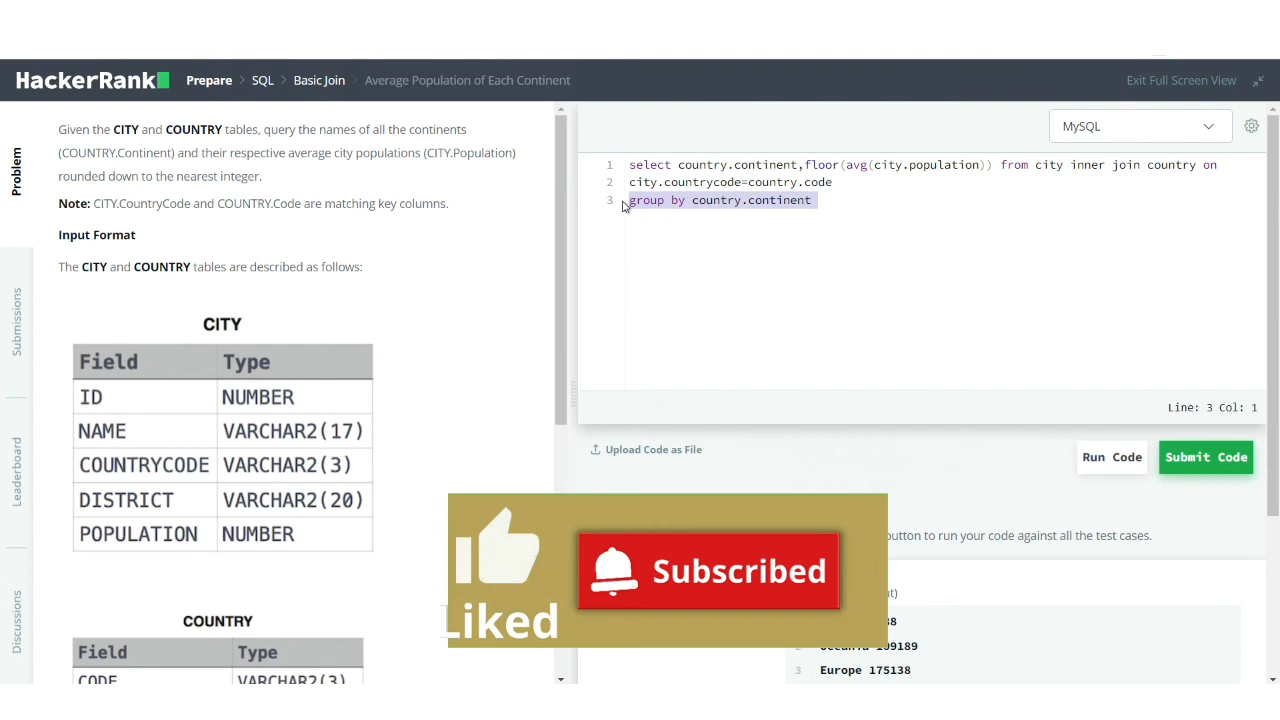 HackerRank
Prepare > SQL > Basic Join > Average Population of Each Continent
Exit Full Screen View
Problem
Submissions
Leaderboard
Discussions
Given the CITY and COUNTRY tables, query the names of all the continents
(COUNTRY.Continent) and their respective average city populations (CITY.Population)
rounded down to the nearest integer.
Note: CITY.CountryCode and COUNTRY.Code are matching key columns.
Input Format
The CITY and COUNTRY tables are described as follows:
CITY
Field Type
ID NUMBER
NAME VARCHAR2(17)
COUNTRYCODE VARCHAR2(3)
DISTRICT VARCHAR2(20)
POPULATION NUMBER
COUNTRY
Field Type
CODE VARCHAR2(3)
MySQL
1 select country.continent,floor(avg(city.population)) from city inner join country on
2 city.countrycode=country.code
3 group by country.continent
Line: 3 Col: 1
Upload Code as File
Run Code
Submit Code
button to run your code against all the test cases.
Liked
Subscribed
3 Europe 175138